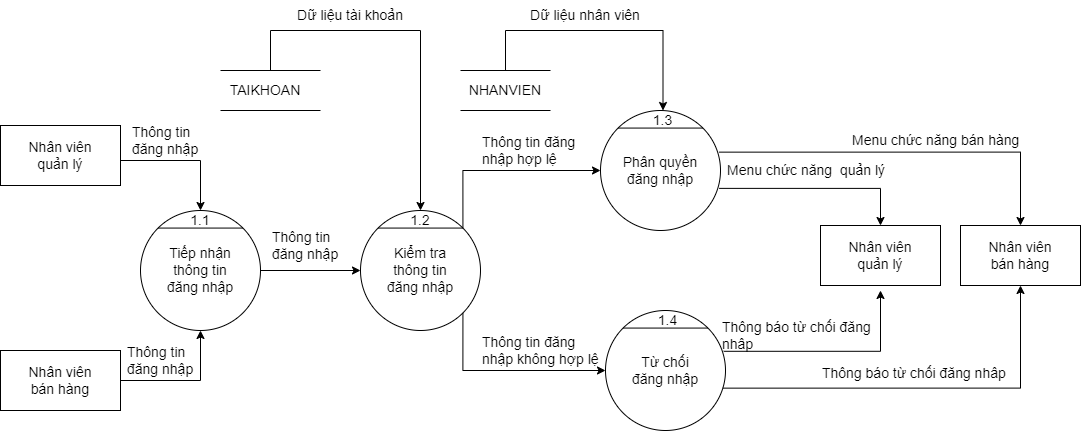 Dữ liệu tài khoản
Dữ liệu nhân viên
TAIKHOAN
NHANVIEN
Nhân viên
quản lý
Thông tin
đăng nhập
1.1
Tiếp nhận
thông tin
đăng nhập
Nhân viên
bán hàng
Thông tin
đăng nhập
Thông tin
đăng nhập
1.2
Kiểm tra
thông tin
đăng nhập
Thông tin đăng
nhập hợp lệ
1.3
Phân quyền
đăng nhập
Menu chức năng bán hàng
Menu chức năng quản lý
Nhân viên
quản lý
Nhân viên
bán hàng
Thông tin đăng
nhập không hợp lệ
1.4
Từ chối
đăng nhập
Thông báo từ chối đăng
nhập
Thông báo từ chối đăng nhập